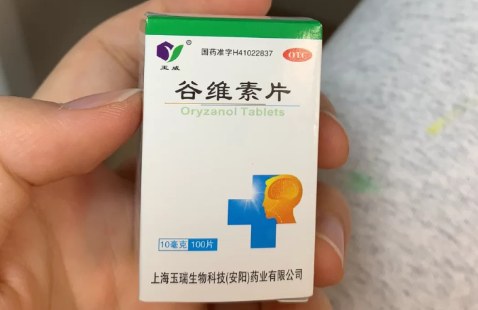 国药准字H41022837
OTC
玉威
谷维素片
Oryzanol Tablets
10毫克 100片
上海玉瑞生物科技(安阳)药业有限公司